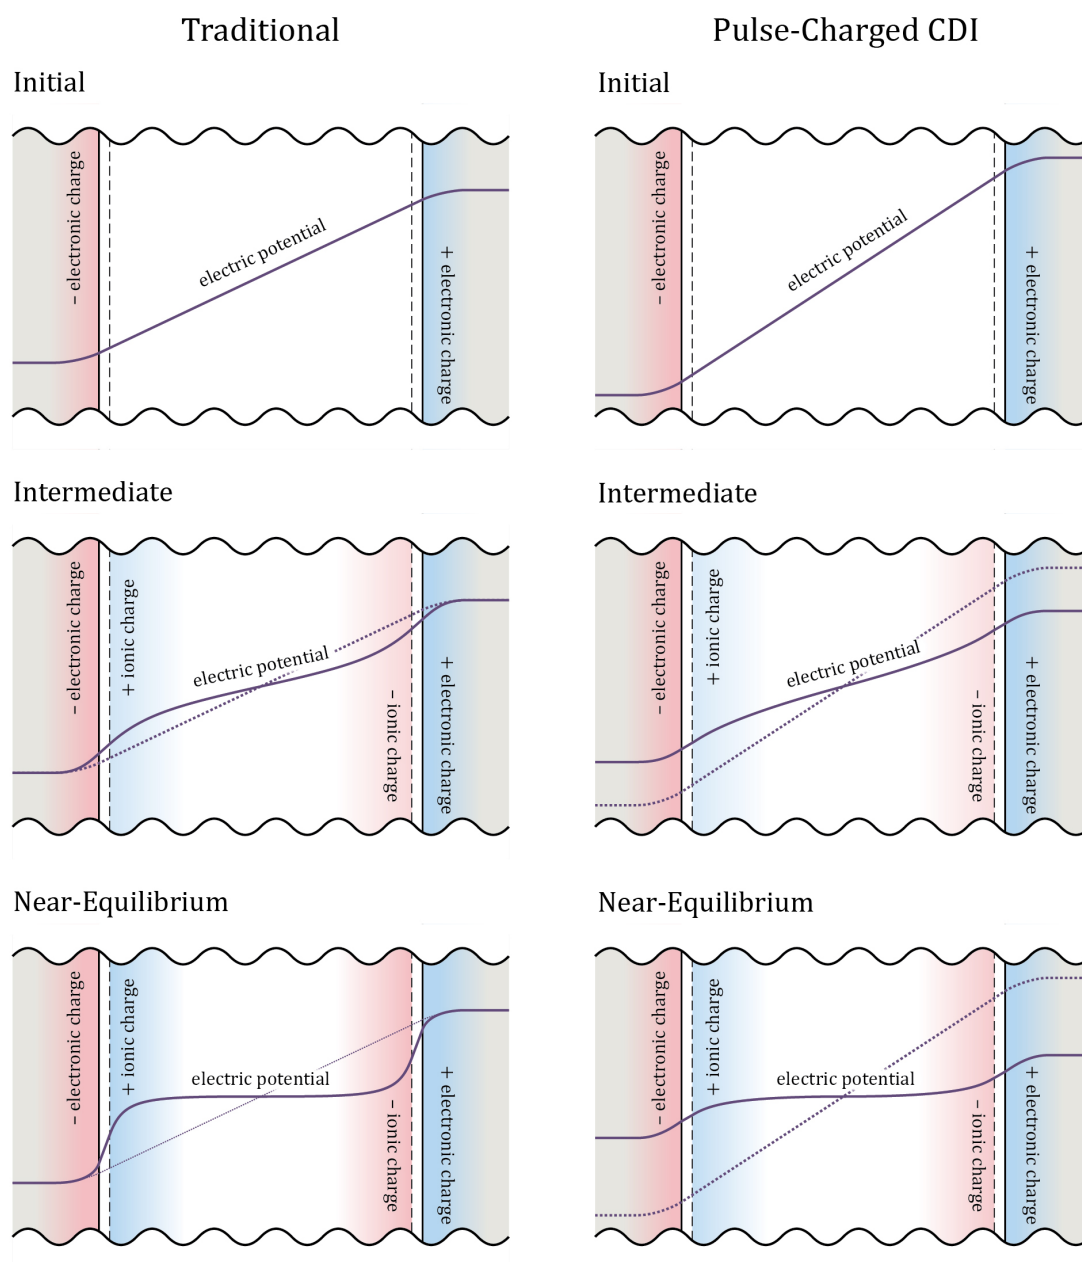 Traditional
Pulse-Charged CDI
Initial
Initial
– electronic charge
electric potential
+ electronic charge
– electronic charge
electric potential
+ electronic charge
Intermediate
Intermediate
– electronic charge
+ ionic charge
electric potential
– ionic charge
+ electronic charge
– electronic charge
+ ionic charge
electric potential
– ionic charge
+ electronic charge
Near-Equilibrium
Near-Equilibrium
– electronic charge
+ ionic charge
electric potential
– ionic charge
+ electronic charge
– electronic charge
+ ionic charge
electric potential
– ionic charge
+ electronic charge